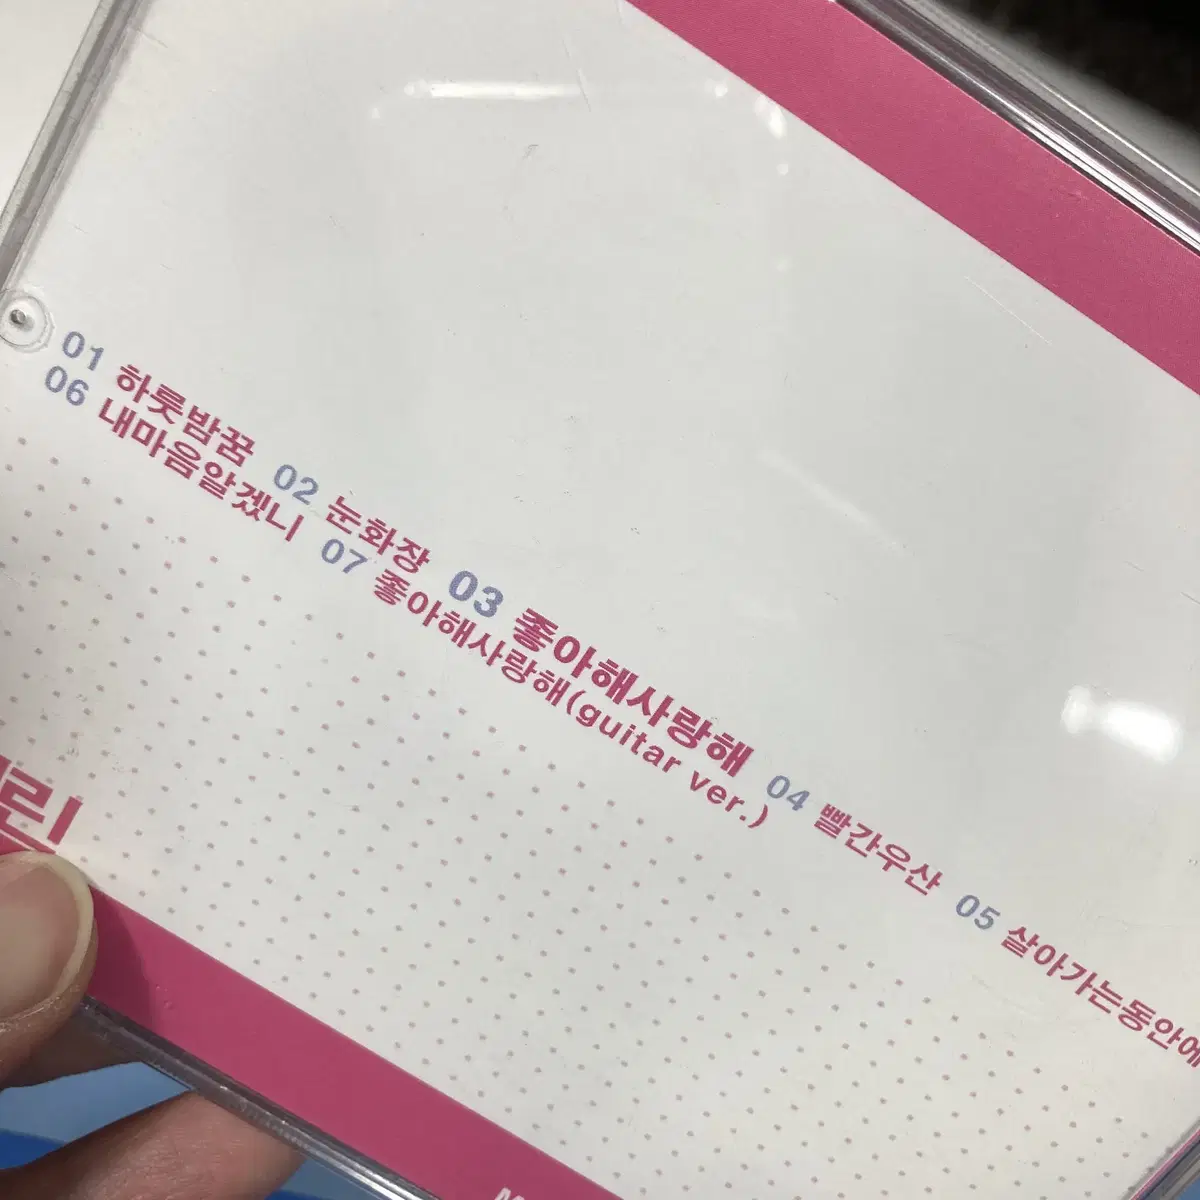 01 하룻밤꿈 02 눈화장 03 좋아해사랑해 04 빨간우산 05 살아가는동안에
06 내마음알겠니 07 좋아해사랑해(guitar ver.)
린